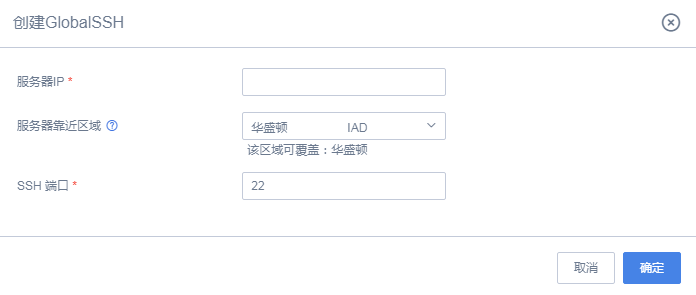 创建GlobalSSH
服务器IP *
服务器靠近区域
华盛顿 IAD
该区域可覆盖：华盛顿
SSH 端口 *
22
取消 确定